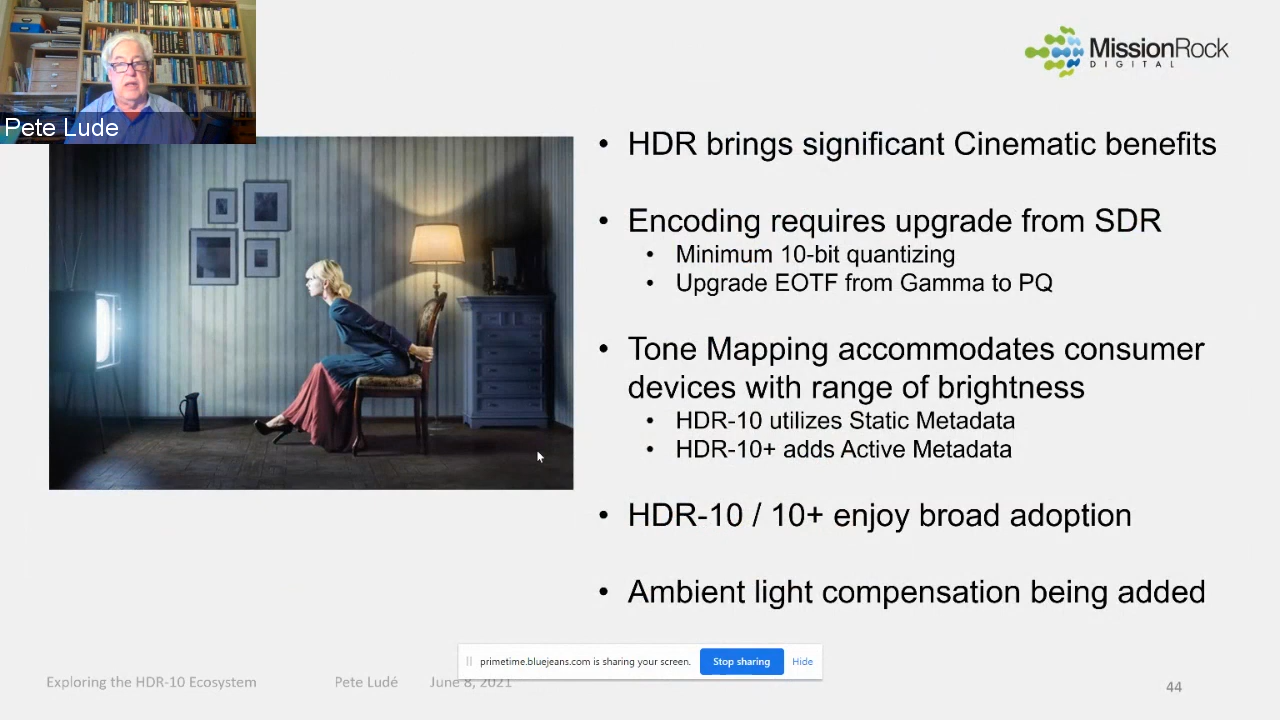 Pete Lude
MissionRock
DIGITAL
• HDR brings significant Cinematic benefits
• Encoding requires upgrade from SDR
• Minimum 10-bit quantizing
• Upgrade EOTF from Gamma to PQ
• Tone Mapping accommodates consumer
devices with range of brightness
• HDR-10 utilizes Static Metadata
• HDR-10+ adds Active Metadata
• HDR-10 / 10+ enjoy broad adoption
• Ambient light compensation being added
primetime.bluejeans.com is sharing your screen. Stop sharing Hide
Exploring the HDR-10 Ecosystem Pete Ludé June 8, 2021 44